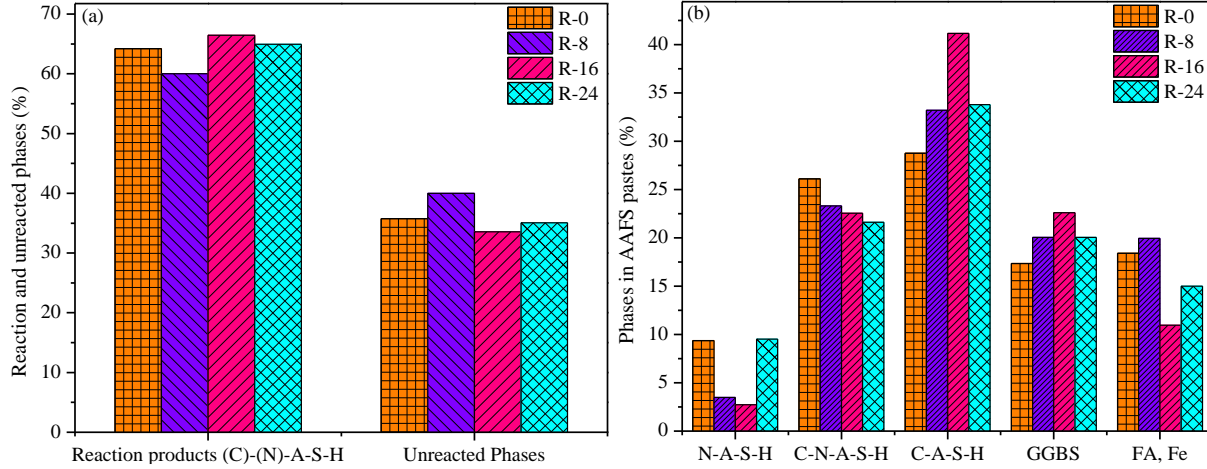 (a)
R-0
R-8
R-16
R-24
Reaction and unreacted phases (%)
70
60
50
40
30
20
10
0
Reaction products (C)-(N)-A-S-H
Unreacted Phases
(b)
R-0
R-8
R-16
R-24
Phases in AAFS pastes (%)
40
35
30
25
20
15
10
5
0
N-A-S-H
C-N-A-S-H
C-A-S-H
GGBS
FA, Fe